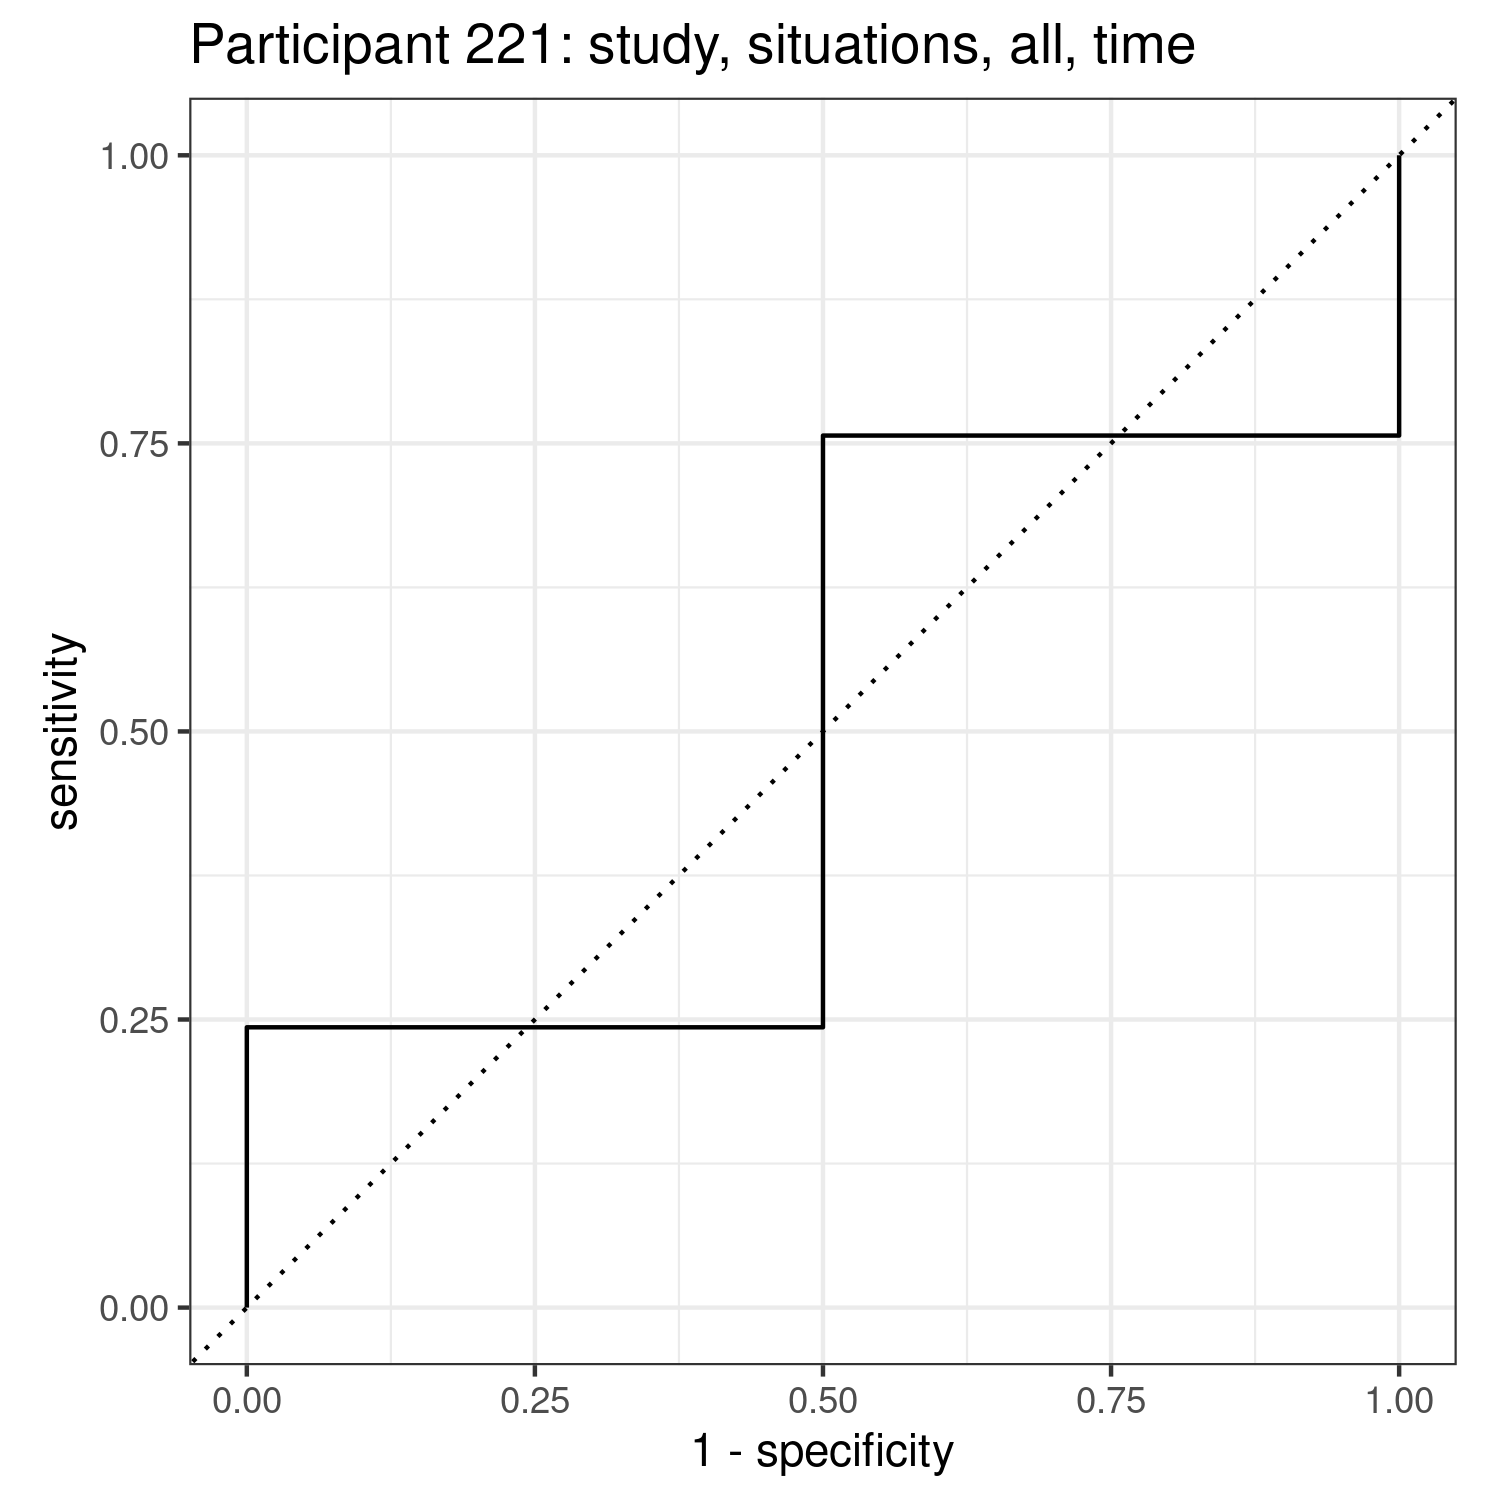 Participant 221: study, situations, all, time
1.00
0.75
0.50
0.25
0.00
sensitivity
0.00 0.25 0.50 0.75 1.00
1 - specificity